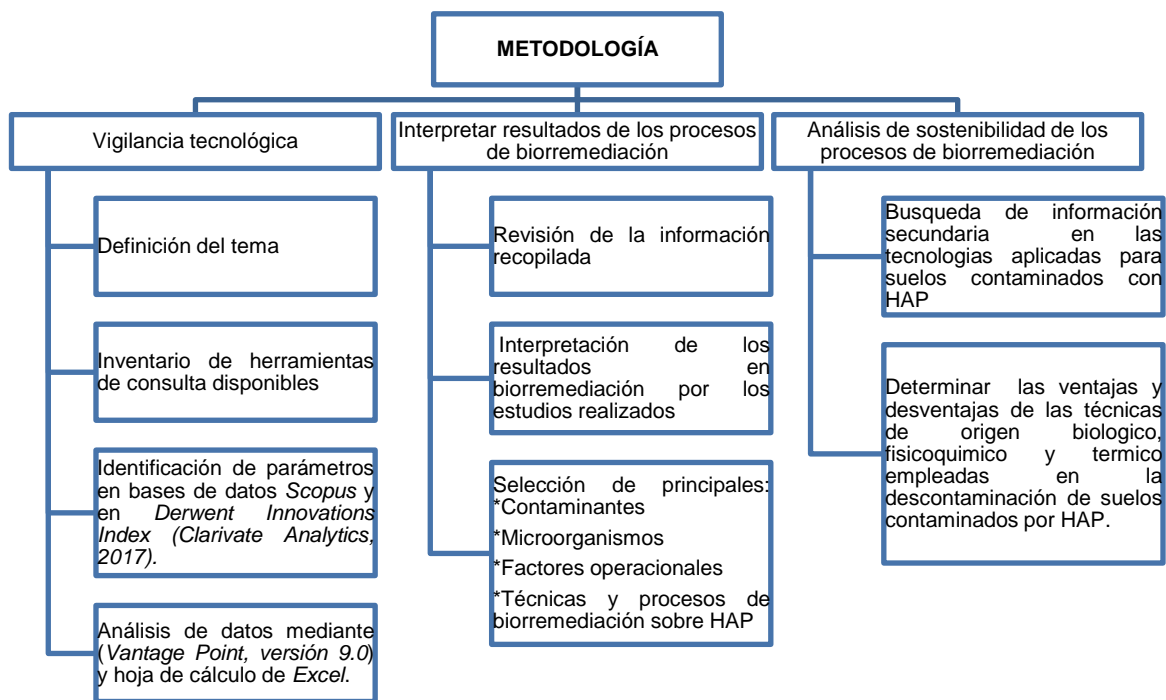 METODOLOGÍA
Vigilancia tecnológica
Definición del tema
Inventario de herramientas
de consulta disponibles
Identificación de parámetros
en bases de datos Scopus y
en Derwent Innovations
Index (Clarivate Analytics,
2017).
Análisis de datos mediante
(Vantage Point, versión 9.0)
y hoja de cálculo de Excel.
Interpretar resultados de los procesos
de biorremediación
Revisión de la información
recopilada
Interpretación de los
resultados en
biorremediación por los
estudios realizados
Selección de principales:
*Contaminantes
*Microorganismos
*Factores operacionales
*Técnicas y procesos de
biorremediación sobre HAP
Análisis de sostenibilidad de los
procesos de biorremediación
Busqueda de información
secundaria en las
tecnologias aplicadas para
suelos contaminados con
HAP
Determinar las ventajas y
desventajas de las técnicas
de origen biologico,
fisicoquimico y termico
empleadas en la
descontaminación de suelos
contaminados por HAP.